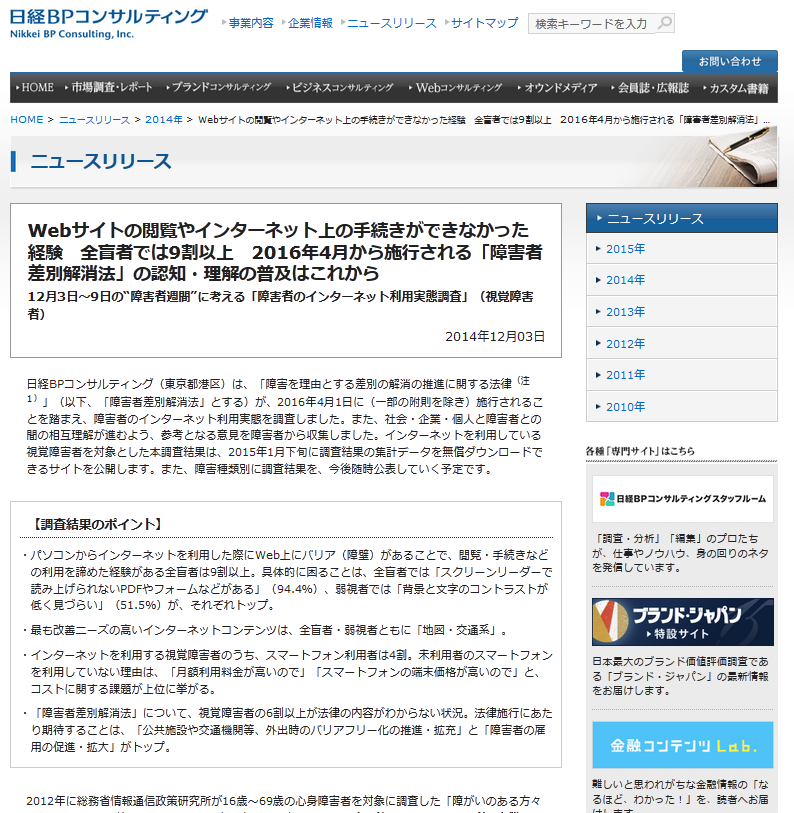 日経BPコンサルティング
Nikkei BP Consulting, Inc.
事業内容 企業情報 ニュースリリース サイトマップ
検索キーワードを入力
お問い合わせ
HOME 市場調査・レポート ブランドコンサルティング ビジネスコンサルティング Webコンサルティング オウンドメディア 会員誌・広報誌 カスタム書籍
HOME > ニュースリリース > 2014年 > Webサイトの閲覧やインターネット上の手続きができなかった経験　全盲者では9割以上　2016年4月から施行される「障害者差別解消法」...
ニュースリリース
Webサイトの閲覧やインターネット上の手続きができなかった
経験　全盲者では9割以上　2016年4月から施行される「障害者
差別解消法」の認知・理解の普及はこれから
12月3日～9日の“障害者週間”に考える「障害者のインターネット利用実態調査」（視覚障害
者）
2014年12月03日
日経BPコンサルティング（東京都港区）は、「障害を理由とする差別の解消の推進に関する法律（注
1）」（以下、「障害者差別解消法」とする）が、2016年4月1日に（一部の附則を除き）施行されるこ
とを踏まえ、障害者のインターネット利用実態を調査しました。また、社会・企業・個人と障害者との
間の相互理解が進むよう、参考となる意見を障害者から収集しました。インターネットを利用している
視覚障害者を対象とした本調査結果は、2015年1月下旬に調査結果の集計データを無償ダウンロードで
きるサイトを公開します。また、障害種類別に調査結果を、今後随時公表していく予定です。
【調査結果のポイント】
・パソコンからインターネットを利用した際にWeb上にバリア（障壁）があることで、閲覧・手続きなど
の利用を諦めた経験がある全盲者は9割以上。具体的に困ることは、全盲者では「スクリーンリーダーで
読み上げられないPDFやフォームなどがある」（94.4%）、弱視者では「背景と文字のコントラストが
低く見づらい」（51.5%）が、それぞれトップ。
・最も改善ニーズの高いインターネットコンテンツは、全盲者・弱視者ともに「地図・交通系」。
・インターネットを利用する視覚障害者のうち、スマートフォン利用者は4割。未利用者のスマートフォン
を利用していない理由は、「月額利用料金が高いので」「スマートフォンの端末価格が高いので」と、
コストに関する課題が上位に挙がる。
・「障害者差別解消法」について、視覚障害者の6割以上が法律の内容がわからない状況。法律施行にあた
り期待することは、「公共施設や交通機関等、外出時のバリアフリー化の推進・拡充」と「障害者の雇
用の促進・拡大」がトップ。
2012年に総務省情報通信政策研究所が16歳～69歳の心身障害者を対象に調査した「障がいのある方々
ニュースリリース
2015年
2014年
2013年
2012年
2011年
2010年
各種「専門サイト」はこちら
日経BPコンサルティングスタッフルーム
「調査・分析」「編集」のプロたち
が、仕事やノウハウ、身の回りのネタ
を発信しています。
ブランド・ジャパン
特設サイト
日本最大のブランド価値評価調査であ
る「ブランド・ジャパン」の最新情報
をお届けします。
金融コンテンツ Lab.
難しいと思われがちな金融情報の「な
るほど、わかった！」を、読者へお届
けします。